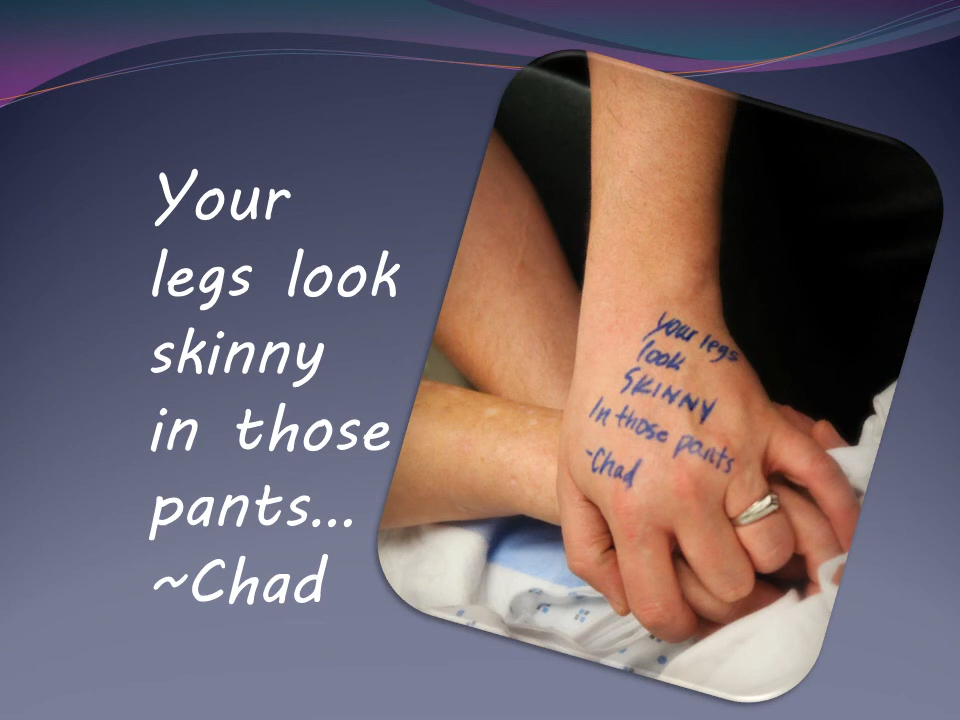 Your
legs look
skinny
in those
pants...
~Chad
your legs
look
SKINNY
In those pants
-Chad